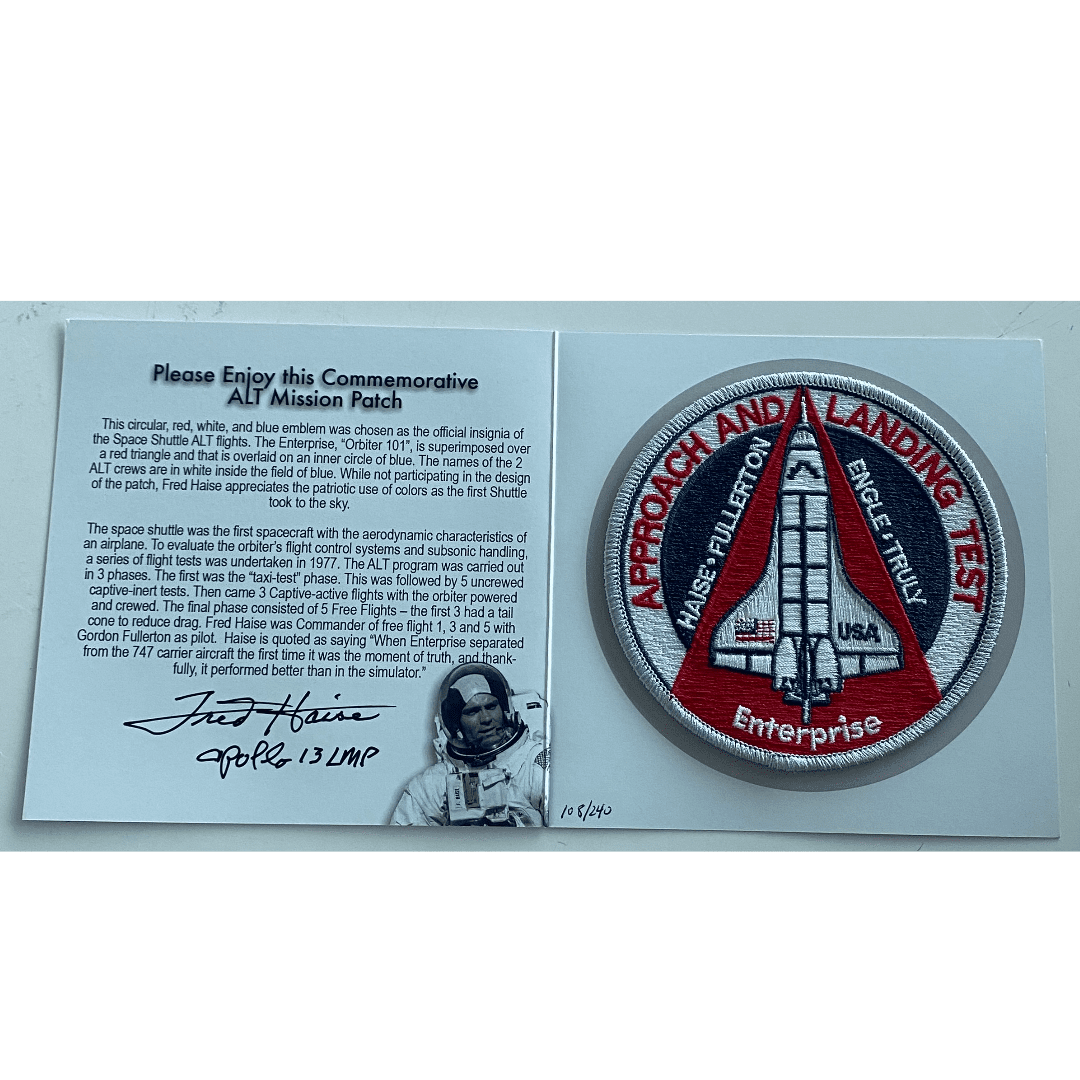 Please Enjoy this Commemorative
ALT Mission Patch
This circular, red, white, and blue emblem was chosen as the official insignia of
the Space Shuttle ALT flights. The Enterprise, “Orbiter 101”, is superimposed over
a red triangle and that is overlaid on an inner circle of blue. The names of the 2
ALT crews are in white inside the field of blue. While not participating in the design
of the patch, Fred Haise appreciates the patriotic use of colors as the first Shuttle
took to the sky.
The space shuttle was the first spacecraft with the aerodynamic characteristics of
an airplane. To evaluate the orbiter’s flight control systems and subsonic handling,
a series of flight tests was undertaken in 1977. The ALT program was carried out
in 3 phases. The first was the “taxi-test” phase. This was followed by 5 uncrewed
captive-inert tests. Then came 3 Captive-active flights with the orbiter powered
and crewed. The final phase consisted of 5 Free Flights – the first 3 had a tail
cone to reduce drag. Fred Haise was Commander of free flight 1, 3 and 5 with
Gordon Fullerton as pilot. Haise is quoted as saying “When Enterprise separated
from the 747 carrier aircraft the first time it was the moment of truth, and thank-
fully, it performed better than in the simulator.”
Fred Haise
Apollo 13 LMP
APPROACH AND LANDING TEST
HAISE • FULLERTON
ENGLE • TRULY
USA
Enterprise
108/240